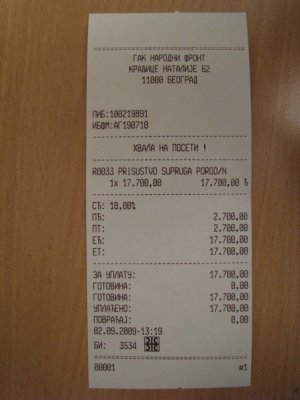 ГАК НАРОДНИ ФРОНТ
КРАЉИЦЕ НАТАЛИЈЕ 62
11000 БЕОГРАД
ПИБ:100219891
ИБФМ:АГ190710
ХВАЛА НА ПОСЕТИ !
R0033 PRISUSTVO SUPRUGA POROD/N
1x 17.700,00 17.700,00 Ђ
СЂ: 18,00%
ПЂ: 2.700,00
ПТ: 2.700,00
ЕЂ: 17.700,00
ЕТ: 17.700,00
ЗА УПЛАТУ: 17.700,00
ГОТОВИНА: 0,00
ГОТОВИНА: 17.700,00
УПЛАЋЕНО: 17.700,00
ПОВРАЋАЈ: 0,00
02.09.2009-13:19
БИ: 3534
00001 #1